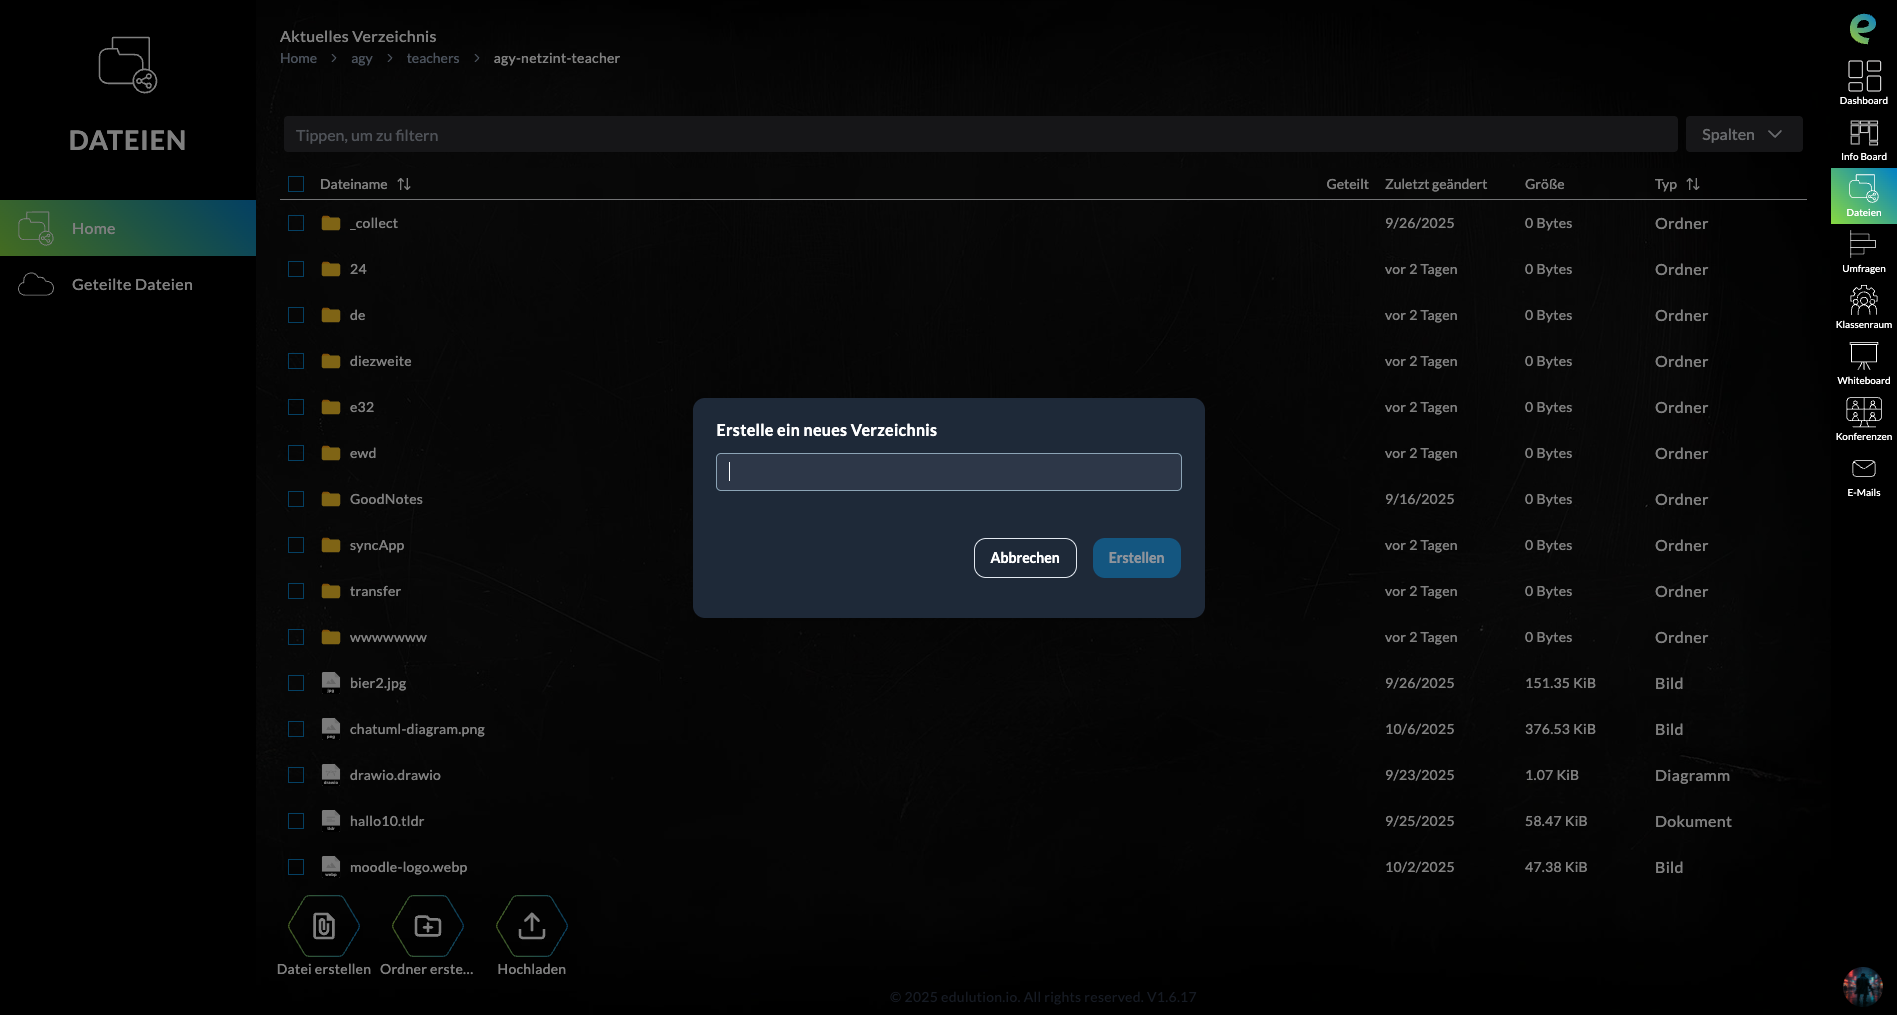 Aktuelles Verzeichnis
Home > agy > teachers > agy-netzint-teacher
DATEIEN
Home
Geteilte Dateien
Tippen, um zu filtern
Spalten
Dateiname Geteilt Zuletzt geändert Größe Typ
_collect 9/26/2025 0 Bytes Ordner
24 vor 2 Tagen 0 Bytes Ordner
de vor 2 Tagen 0 Bytes Ordner
diezweite vor 2 Tagen 0 Bytes Ordner
e32 vor 2 Tagen 0 Bytes Ordner
ewd vor 2 Tagen 0 Bytes Ordner
GoodNotes 9/16/2025 0 Bytes Ordner
syncApp vor 2 Tagen 0 Bytes Ordner
transfer vor 2 Tagen 0 Bytes Ordner
wwwwwww vor 2 Tagen 0 Bytes Ordner
bier2.jpg 9/26/2025 151.35 KiB Bild
chatuml-diagram.png 10/6/2025 376.53 KiB Bild
drawio.drawio 9/23/2025 1.07 KiB Diagramm
hallo10.tldr 9/25/2025 58.47 KiB Dokument
moodle-logo.webp 10/2/2025 47.38 KiB Bild
Erstelle ein neues Verzeichnis
Abbrechen
Erstellen
Datei erstellen
Ordner erste...
Hochladen
© 2025 edulution.io. All rights reserved. V1.6.17
Dashboard
Info Board
Dateien
Umfragen
Klassenraum
Whiteboard
Konferenzen
E-Mails